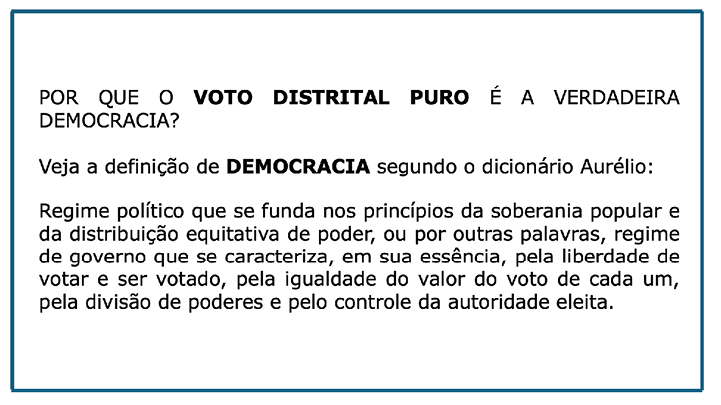 POR QUE O VOTO DISTRITAL PURO É A VERDADEIRA
DEMOCRACIA?
Veja a definição de DEMOCRACIA segundo o dicionário Aurélio:
Regime político que se funda nos princípios da soberania popular e
da distribuição equitativa de poder, ou por outras palavras, regime
de governo que se caracteriza, em sua essência, pela liberdade de
votar e ser votado, pela igualdade do valor do voto de cada um,
pela divisão de poderes e pelo controle da autoridade eleita.